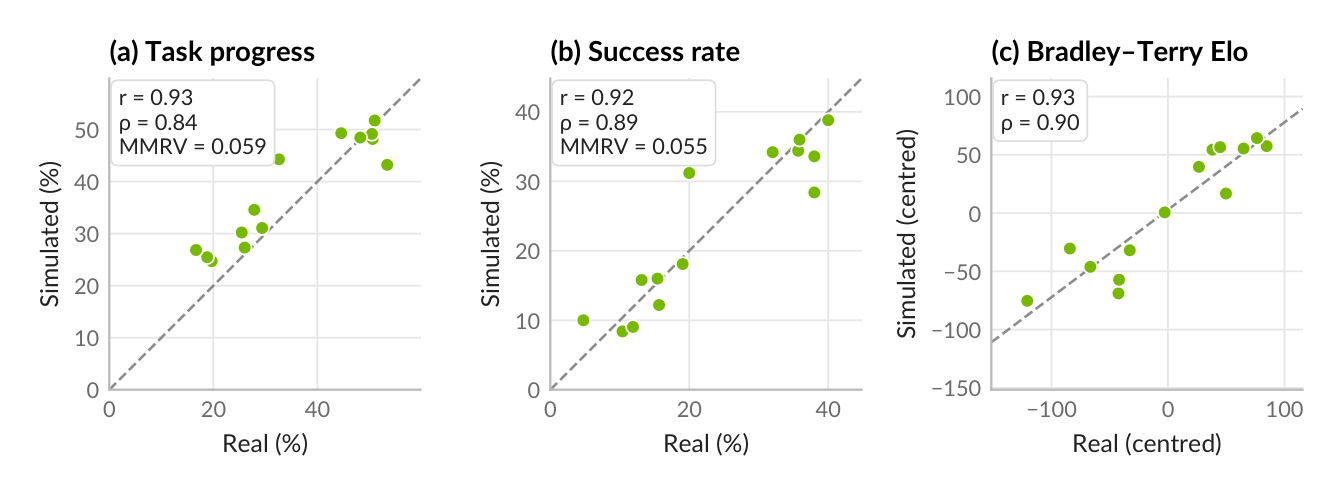 (a) Task progress
r = 0.93
ρ = 0.84
MMRV = 0.059
50
40
30
20
10
0
0
20
40
Simulated (%)
Real (%)
(b) Success rate
r = 0.92
ρ = 0.89
MMRV = 0.055
40
30
20
10
0
0
20
40
Simulated (%)
Real (%)
(c) Bradley–Terry Elo
r = 0.93
ρ = 0.90
100
50
0
−50
−100
−150
−100
0
100
Simulated (centred)
Real (centred)